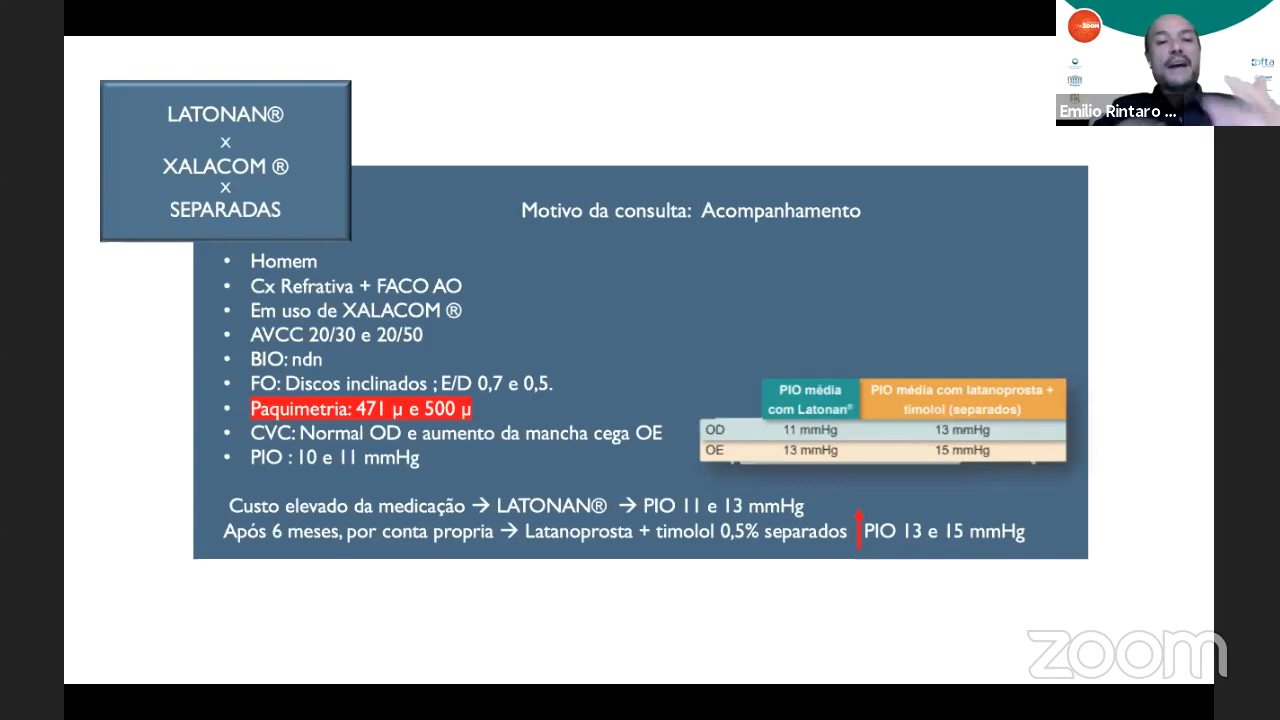 LATONAN®
x
XALACOM ®
x
SEPARADAS
Motivo da consulta: Acompanhamento
• Homem
• Cx Refrativa + FACO AO
• Em uso de XALACOM ®
• AVCC 20/30 e 20/50
• BIO: ndn
• FO: Discos inclinados ; E/D 0,7 e 0,5.
• Paquimetria: 471 µ e 500 µ
• CVC: Normal OD e aumento da mancha cega OE
• PIO : 10 e 11 mmHg
PIO média com Latonan® PIO média com latanoprosta + timolol (separados)
OD 11 mmHg 13 mmHg
OE 13 mmHg 15 mmHg
Custo elevado da medicação → LATONAN® → PIO 11 e 13 mmHg
Após 6 meses, por conta propria → Latanoprosta + timolol 0,5% separados PIO 13 e 15 mmHg
ZOOM
ofta
Emilio Rintaro ...
zoom